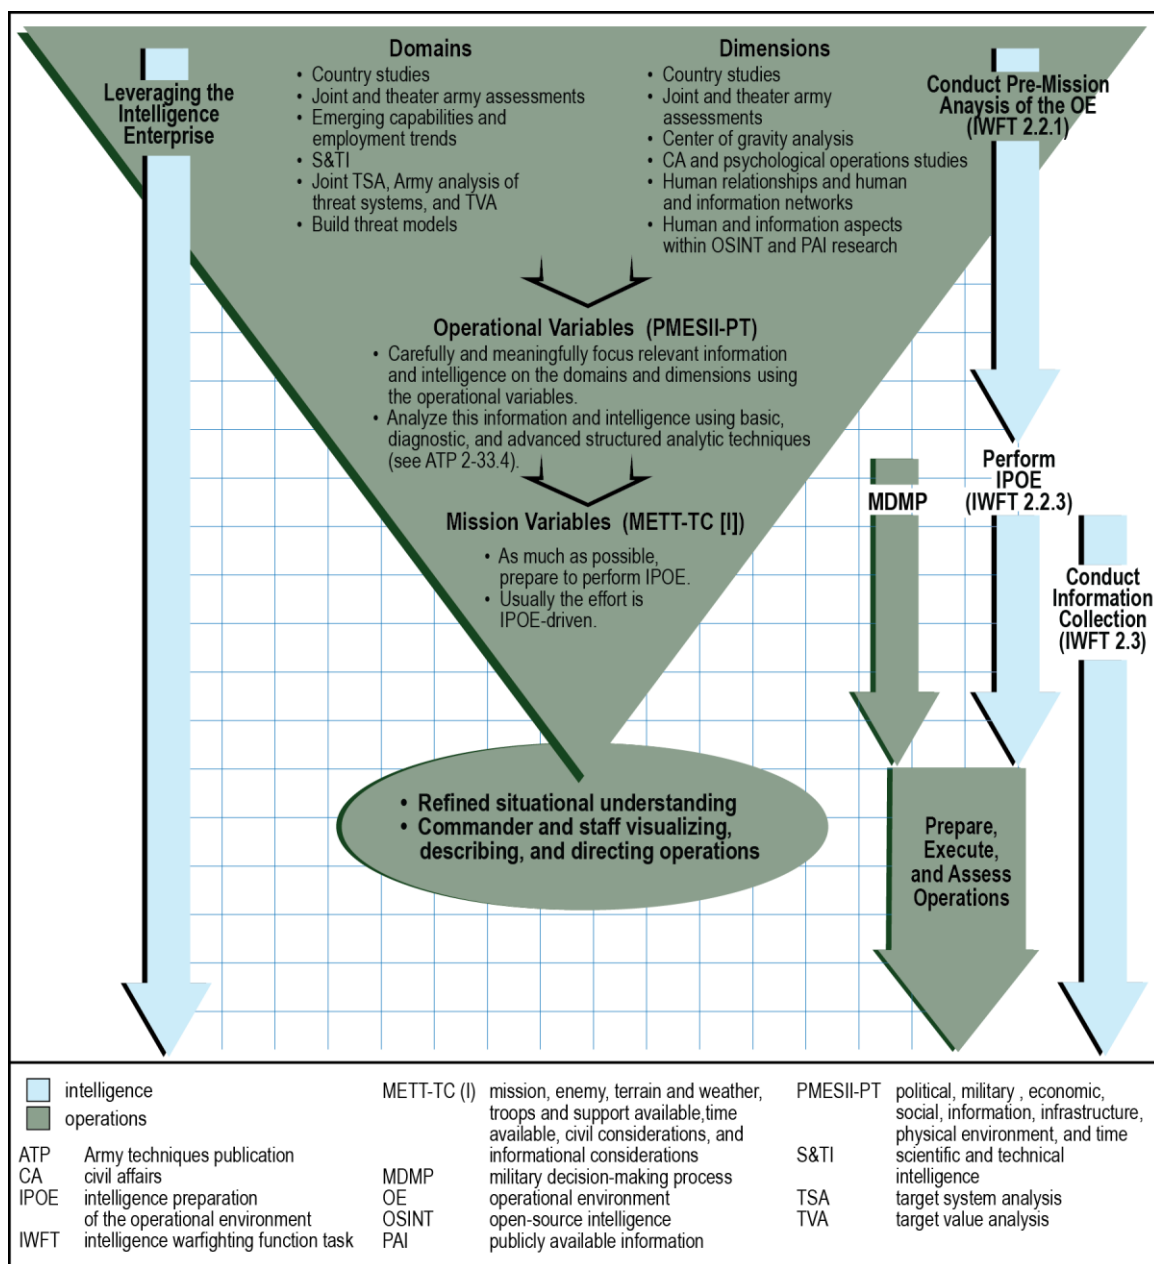 Leveraging the
Intelligence
Enterprise
Domains
• Country studies
• Joint and theater army assessments
• Emerging capabilities and
employment trends
• S&TI
• Joint TSA, Army analysis of
threat systems, and TVA
• Build threat models
Dimensions
• Country studies
• Joint and theater army
assessments
• Center of gravity analysis
• CA and psychological operations studies
• Human relationships and human
and information networks
• Human and information aspects
within OSINT and PAI research
Conduct Pre-Mission
Anaysis of the OE
(IWFT 2.2.1)
Operational Variables (PMESII-PT)
• Carefully and meaningfully focus relevant information
and intelligence on the domains and dimensions using
the operational variables.
• Analyze this information and intelligence using basic,
diagnostic, and advanced structured analytic techniques
(see ATP 2-33.4).
Mission Variables (METT-TC [I])
• As much as possible,
prepare to perform IPOE.
• Usually the effort is
IPOE-driven.
MDMP
Perform
IPOE
(IWFT 2.2.3)
Conduct
Information
Collection
(IWFT 2.3)
• Refined situational understanding
• Commander and staff visualizing,
describing, and directing operations
Prepare,
Execute,
and Assess
Operations
intelligence
operations
ATP Army techniques publication
CA civil affairs
IPOE intelligence preparation
of the operational environment
IWFT intelligence warfighting function task
METT-TC (I) mission, enemy, terrain and weather,
troops and support available,time
available, civil considerations, and
informational considerations
MDMP military decision-making process
OE operational environment
OSINT open-source intelligence
PAI publicly available information
PMESII-PT political, military , economic,
social, information, infrastructure,
physical environment, and time
S&TI scientific and technical
intelligence
TSA target system analysis
TVA target value analysis